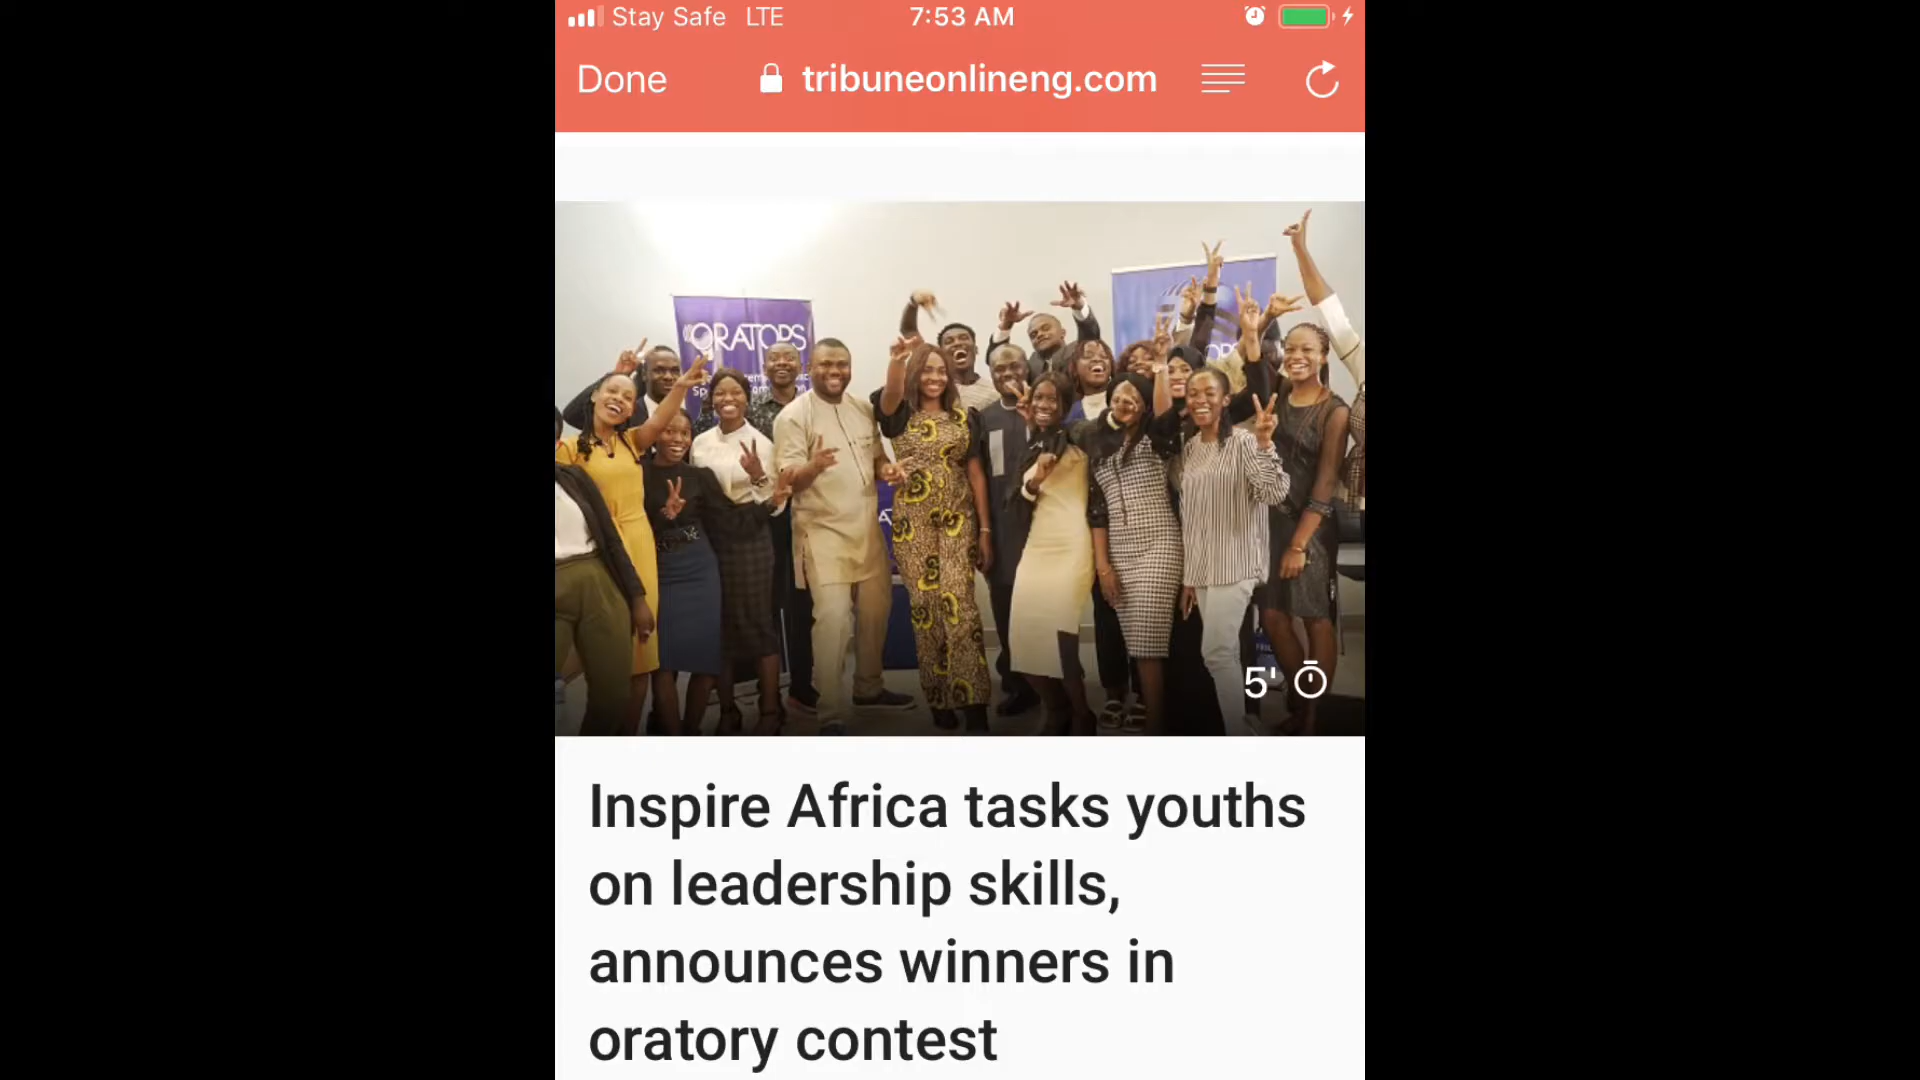 Stay Safe LTE 7:53 AM
Done tribuneonlineng.com
ORATOPS
5'
Inspire Africa tasks youths
on leadership skills,
announces winners in
oratory contest